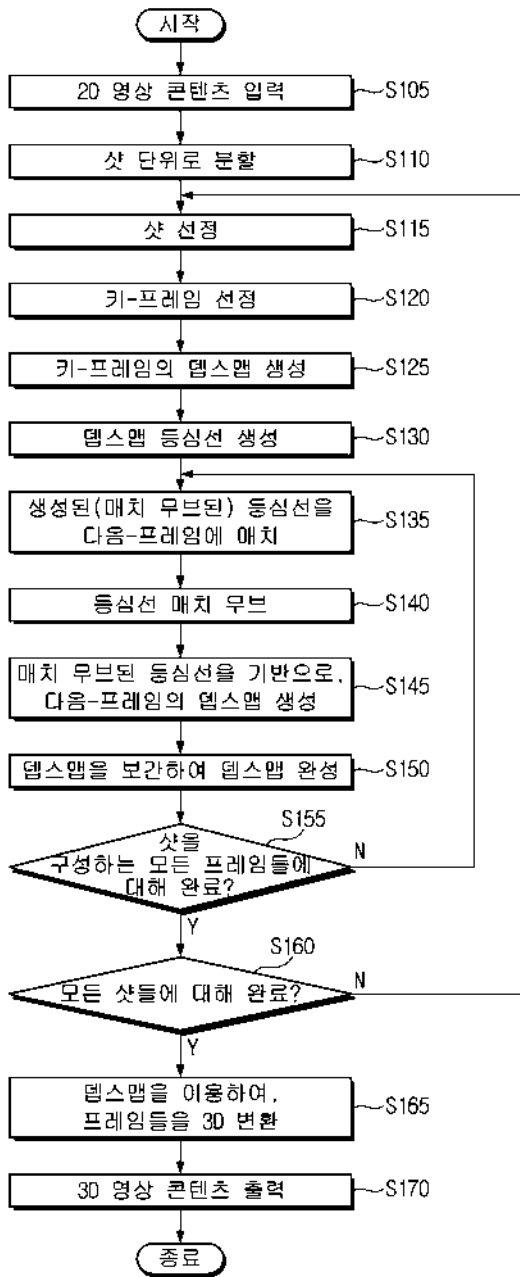 시작
2D 영상 콘텐츠 입력
S105
샷 단위로 분할
S110
샷 선정
S115
키-프레임 선정
S120
키-프레임의 뎁스맵 생성
S125
뎁스맵 등심선 생성
S130
생성된(매치 무브된) 등심선을
다음-프레임에 매치
S135
등심선 매치 무브
S140
매치 무브된 등심선을 기반으로,
다음-프레임의 뎁스맵 생성
S145
뎁스맵을 보간하여 뎁스맵 완성
S150
S155
샷을
구성하는 모든 프레임들에
대해 완료?
N
Y
S160
모든 샷들에 대해 완료?
N
Y
뎁스맵을 이용하여,
프레임들을 3D 변환
S165
3D 영상 콘텐츠 출력
S170
종료